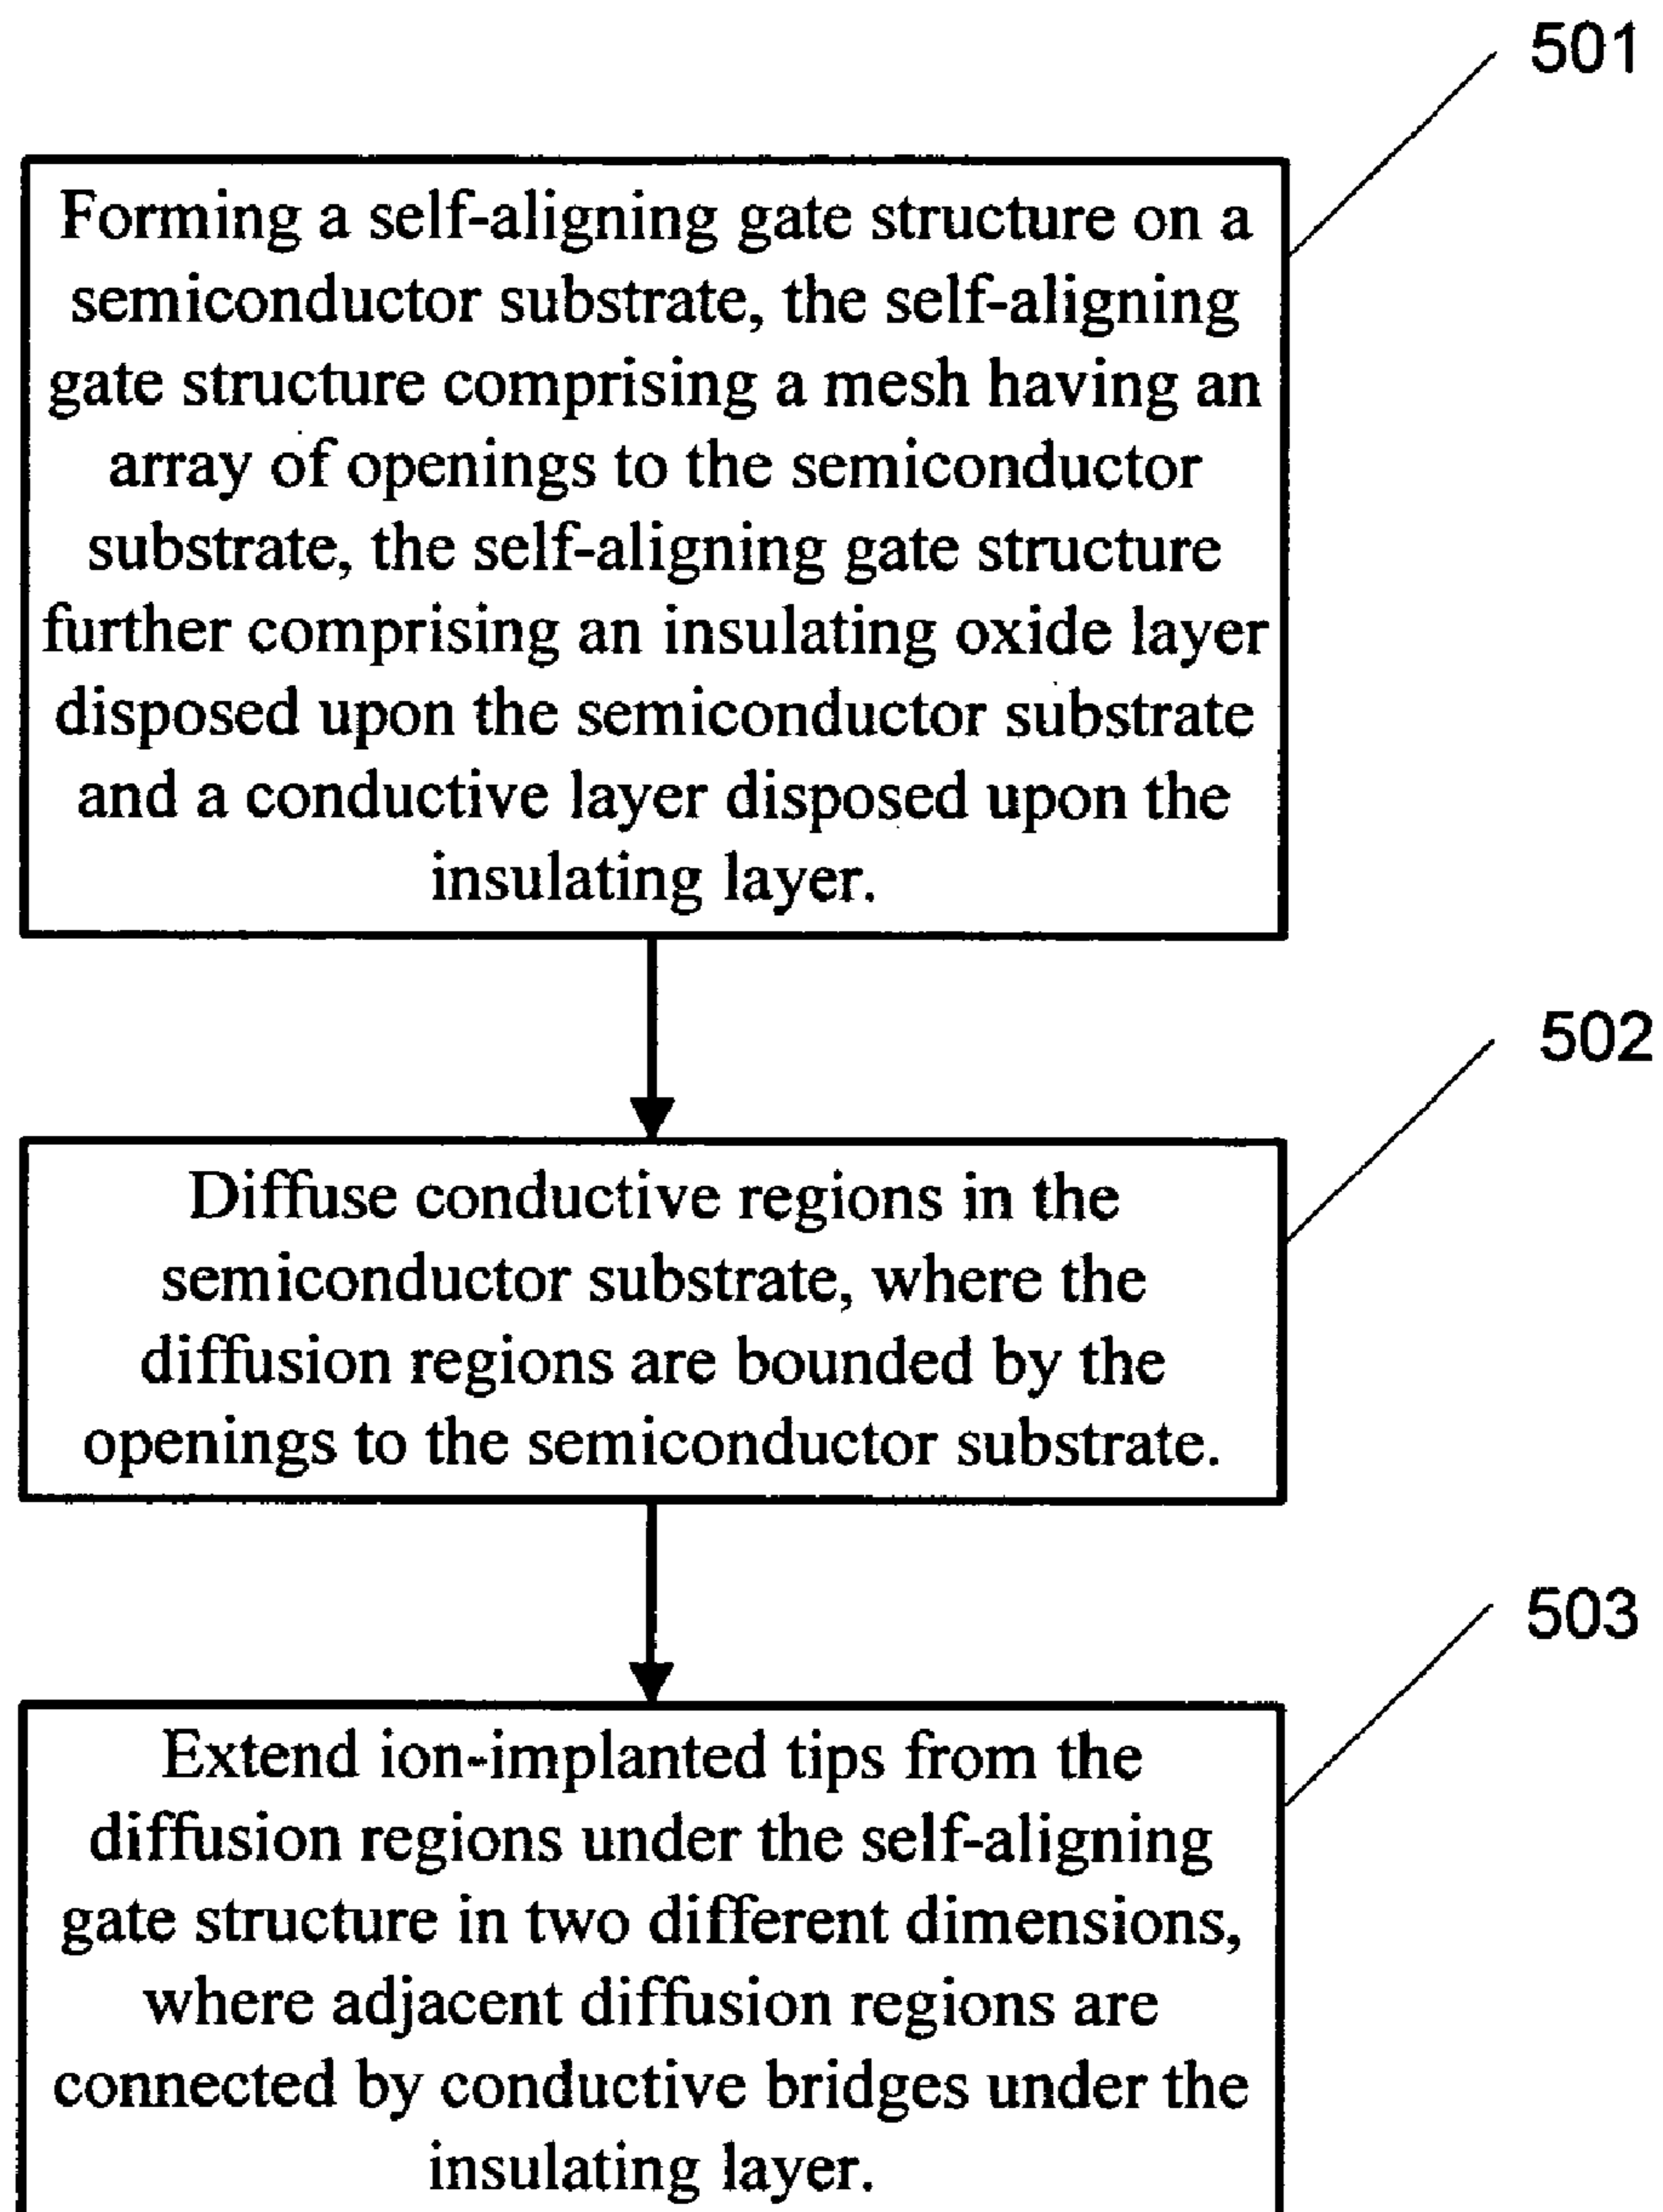 501
Forming a self-aligning gate structure on a
semiconductor substrate, the self-aligning
gate structure comprising a mesh having an
array of openings to the semiconductor
substrate, the self-aligning gate structure
further comprising an insulating oxide layer
disposed upon the semiconductor substrate
and a conductive layer disposed upon the
insulating layer.
502
Diffuse conductive regions in the
semiconductor substrate, where the
diffusion regions are bounded by the
openings to the semiconductor substrate.
503
Extend ion-implanted tips from the
diffusion regions under the self-aligning
gate structure in two different dimensions,
where adjacent diffusion regions are
connected by conductive bridges under the
insulating layer.